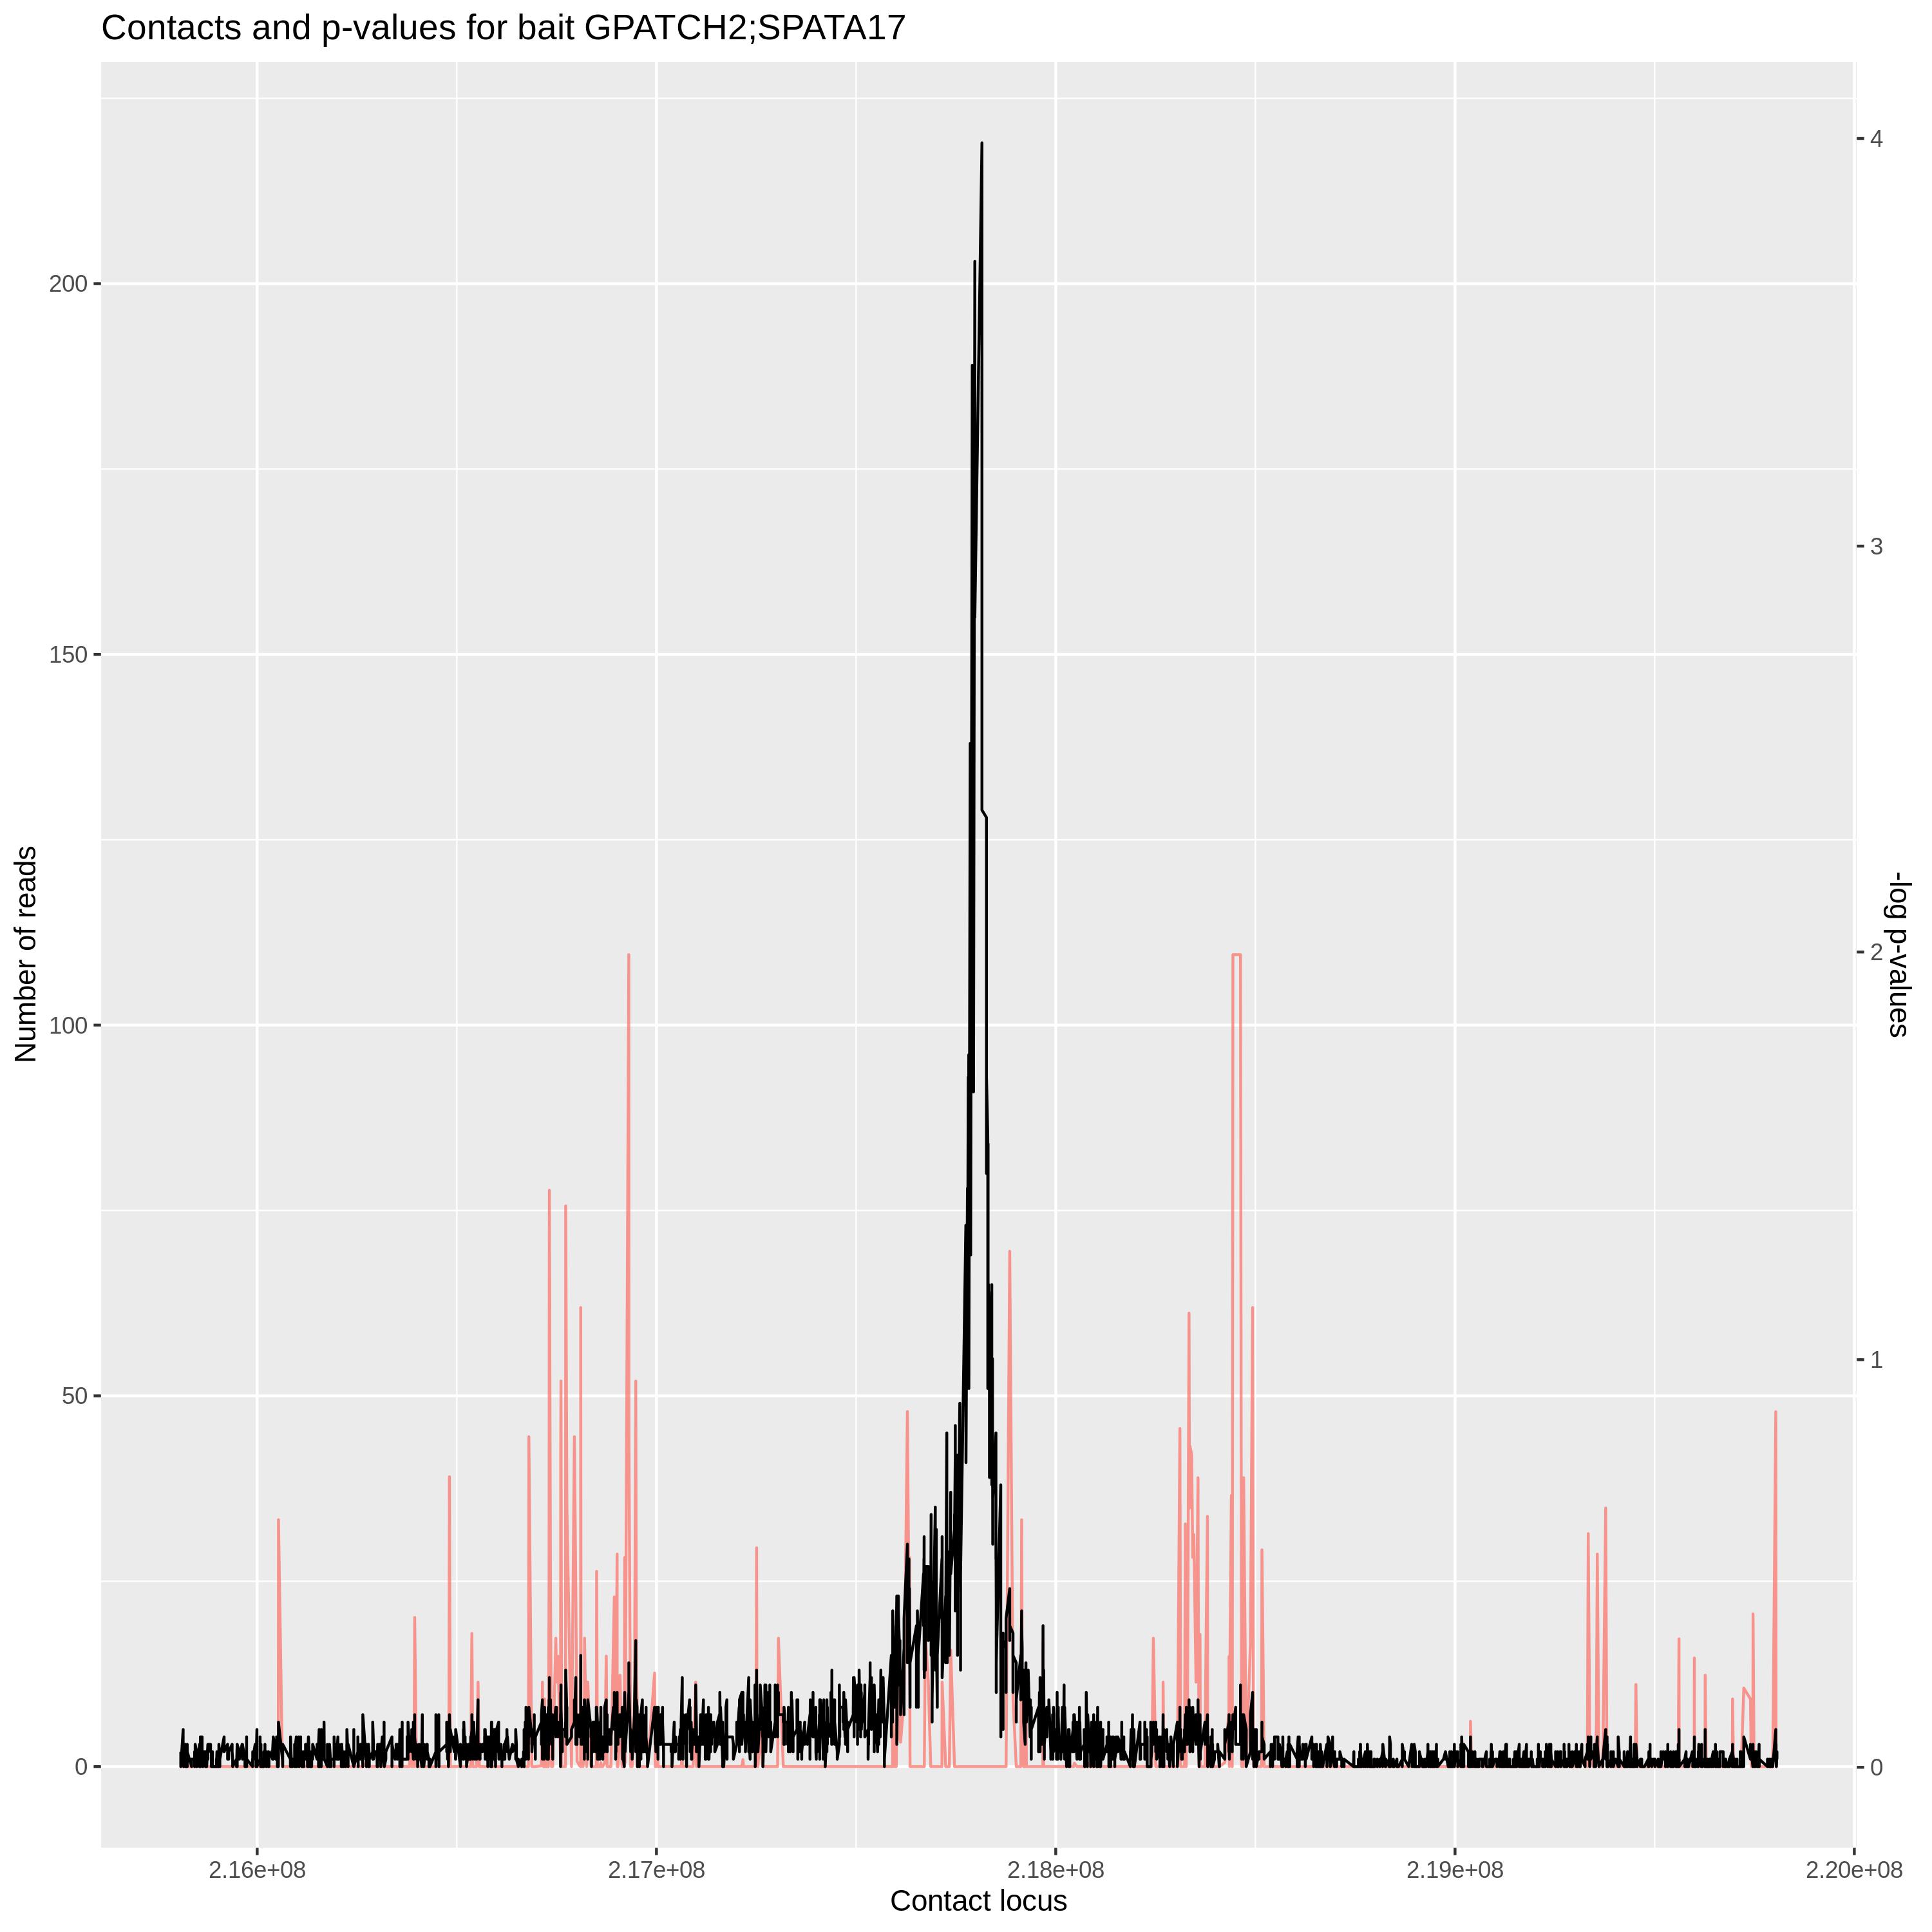 Contacts and p-values for bait GPATCH2;SPATA17
200
150
100
50
0
Number of reads
4
3
2
1
0
-log p-values
2.16e+08
2.17e+08
2.18e+08
2.19e+08
2.20e+08
Contact locus